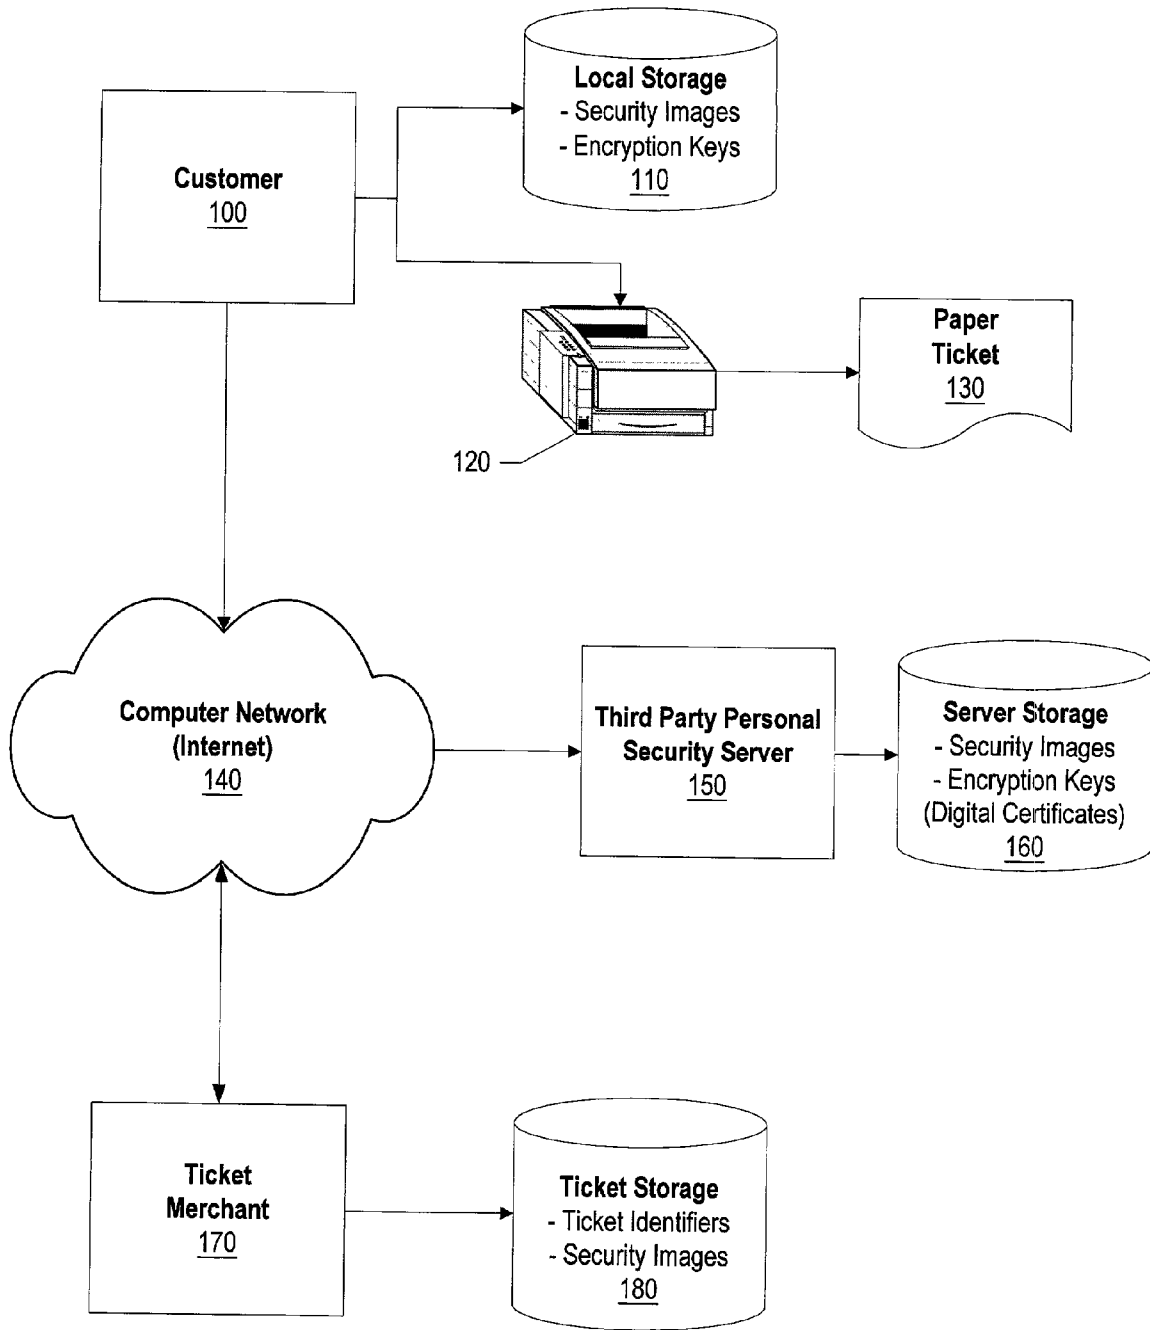 Local Storage
- Security Images
- Encryption Keys
110
Customer
100
Paper
Ticket
130
120
Computer Network
(Internet)
140
Third Party Personal
Security Server
150
Server Storage
- Security Images
- Encryption Keys
(Digital Certificates)
160
Ticket
Merchant
170
Ticket Storage
- Ticket Identifiers
- Security Images
180